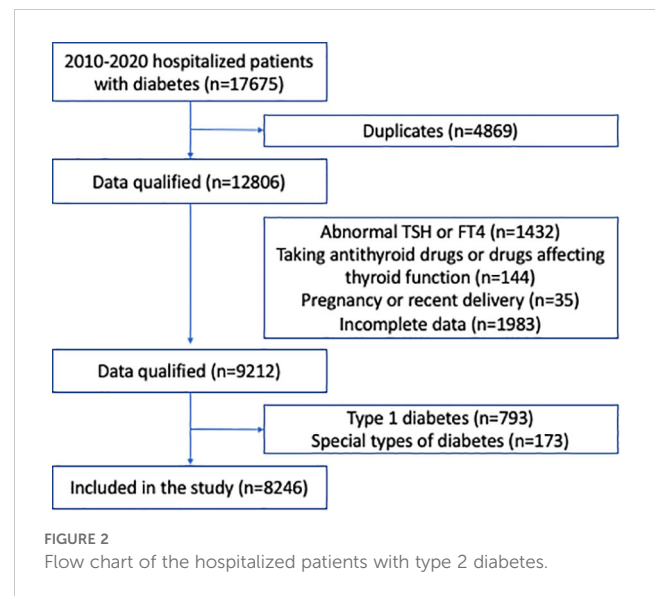 2010-2020 hospitalized patients
with diabetes (n=17675)
Duplicates (n=4869)
Data qualified (n=12806)
Abnormal TSH or FT4 (n=1432)
Taking antithyroid drugs or drugs affecting
thyroid function (n=144)
Pregnancy or recent delivery (n=35)
Incomplete data (n=1983)
Data qualified (n=9212)
Type 1 diabetes (n=793)
Special types of diabetes (n=173)
Included in the study (n=8246)
FIGURE 2
Flow chart of the hospitalized patients with type 2 diabetes.